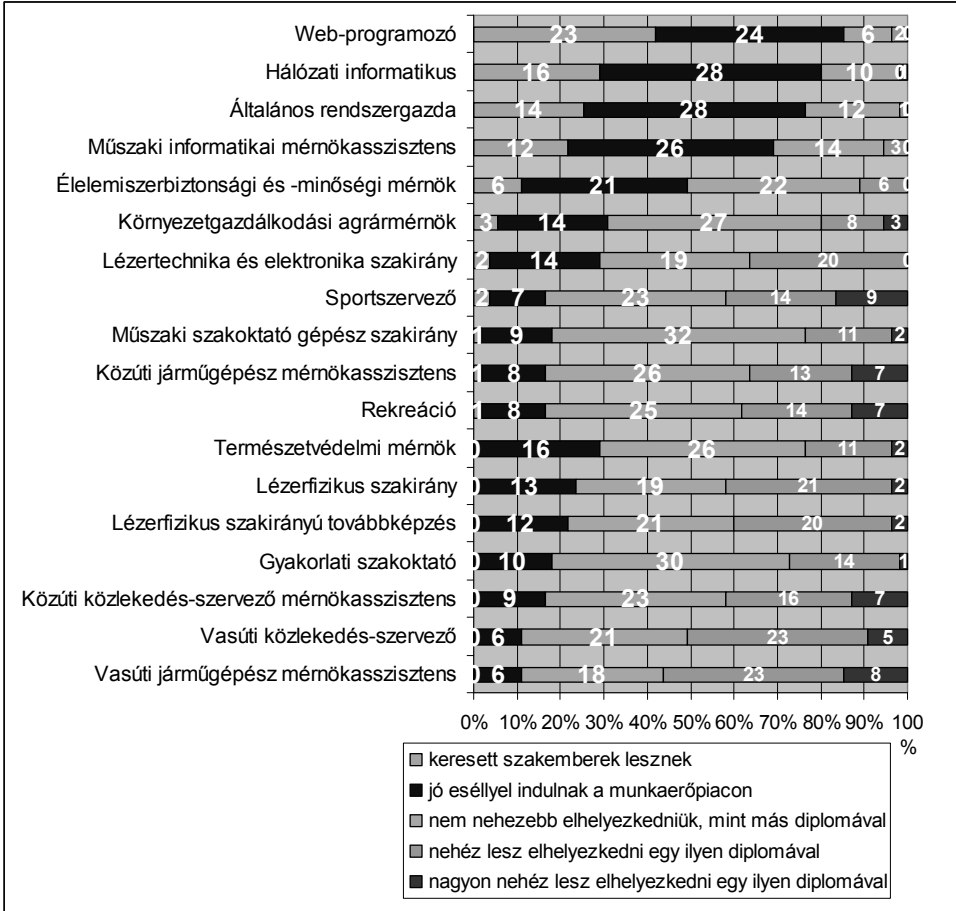 Web-programozó 23 24 6 2 0
Hálózati informatikus 16 28 10 0 1
Általános rendszergazda 14 28 12 1 0
Műszaki informatikai mérnökasszisztens 12 26 14 3 0
Élelemiszerbiztonsági és -minőségi mérnök 6 21 22 6 0
Környezetgazdálkodási agrármérnök 3 14 27 8 3
Lézertechnika és elektronika szakirány 2 14 19 20 0
Sportszervező 2 7 23 14 9
Műszaki szakoktató gépész szakirány 1 9 32 11 2
Közúti járműgépész mérnökasszisztens 1 8 26 13 7
Rekreáció 1 8 25 14 7
Természetvédelmi mérnök 0 16 26 11 2
Lézerfizikus szakirány 0 13 19 21 2
Lézerfizikus szakirányú továbbképzés 0 12 21 20 2
Gyakorlati szakoktató 0 10 30 14 1
Közúti közlekedés-szervező mérnökasszisztens 0 9 23 16 7
Vasúti közlekedés-szervező 0 6 21 23 5
Vasúti járműgépész mérnökasszisztens 0 6 18 23 8
0% 10% 20% 30% 40% 50% 60% 70% 80% 90% 100
%
keresett szakemberek lesznek
jó eséllyel indulnak a munkaerőpiacon
nem nehezebb elhelyezkedniük, mint más diplomával
nehéz lesz elhelyezkedni egy ilyen diplomával
nagyon nehéz lesz elhelyezkedni egy ilyen diplomával